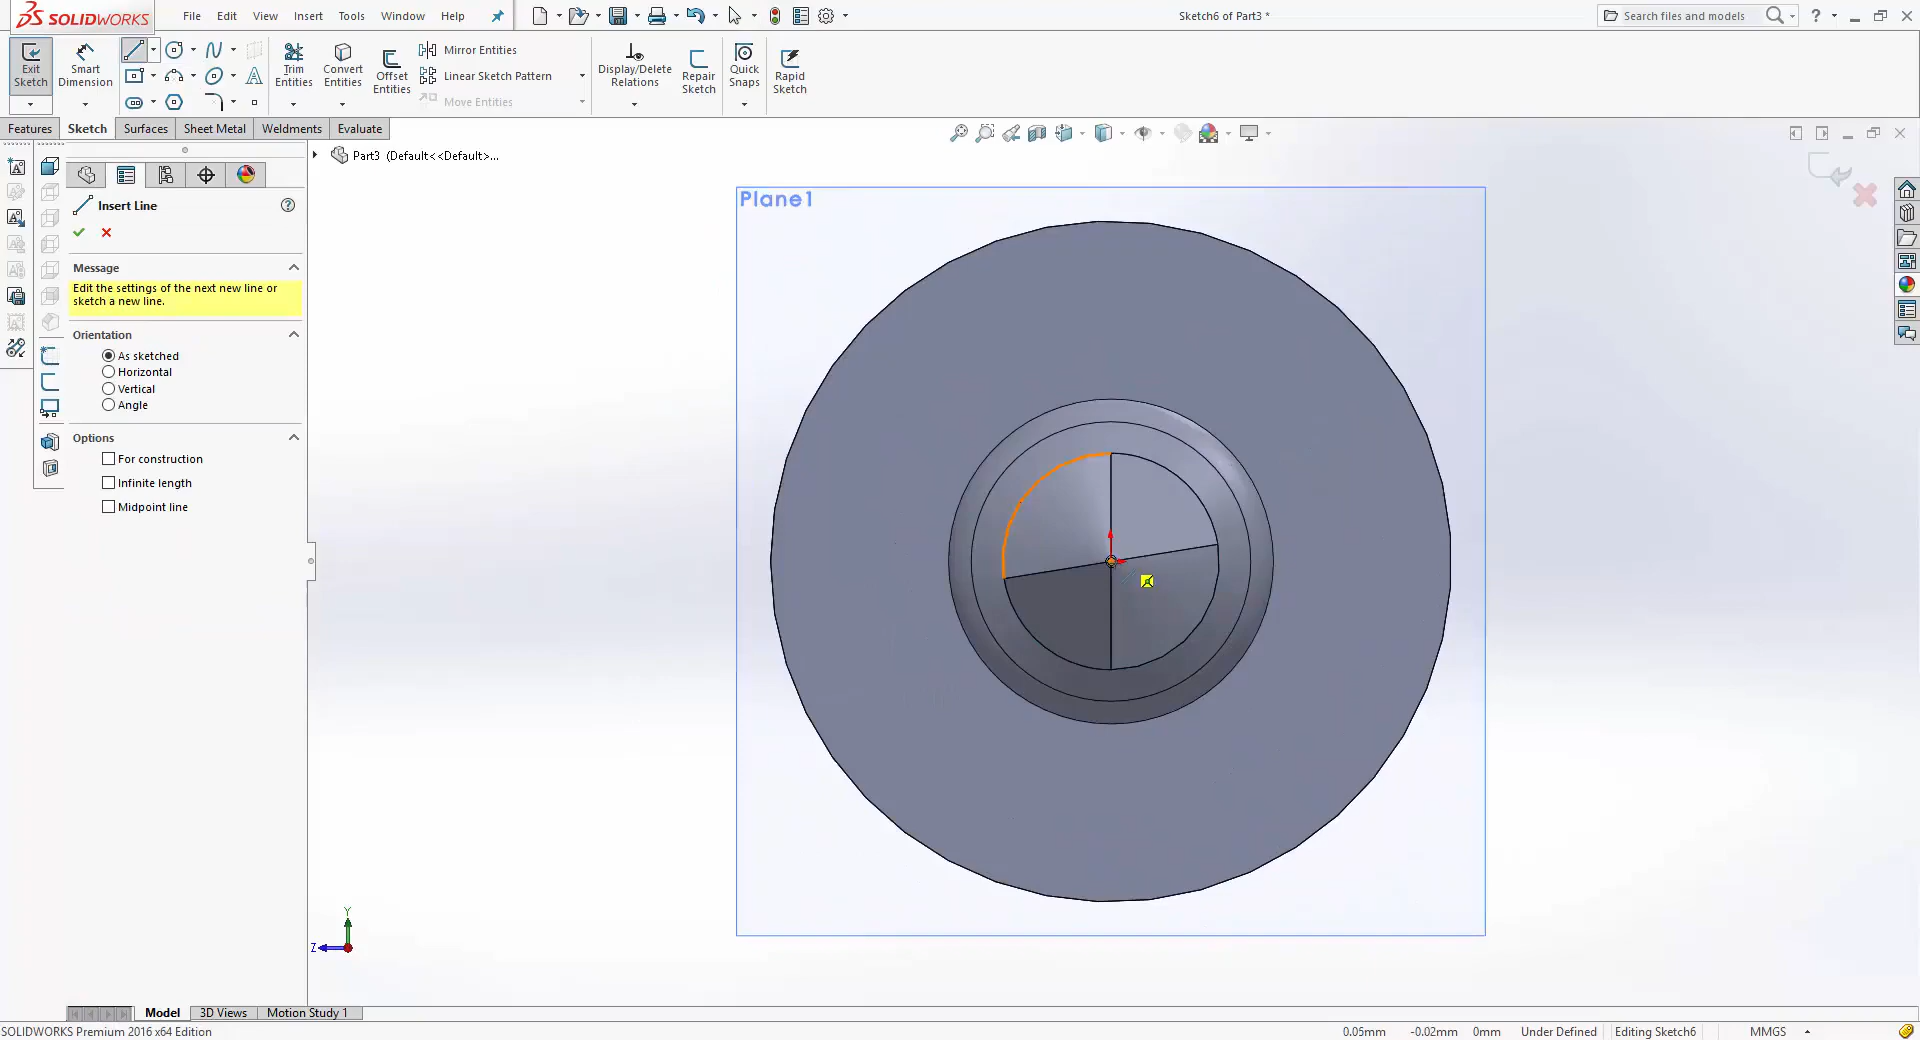 SOLIDWORKS
File Edit View Insert Tools Window Help
Sketch6 of Part3 *
Search files and models
Exit Sketch
Smart Dimension
Trim Entities
Convert Entities
Offset Entities
Mirror Entities
Linear Sketch Pattern
Move Entities
Display/Delete Relations
Repair Sketch
Quick Snaps
Rapid Sketch
Features Sketch Surfaces Sheet Metal Weldments Evaluate
Part3 (Default<<Default>...
Insert Line
Message
Edit the settings of the next new line or
sketch a new line.
Orientation
As sketched
Horizontal
Vertical
Angle
Options
For construction
Infinite length
Midpoint line
Plane1
Y
Z
Model 3D Views Motion Study 1
SOLIDWORKS Premium 2016 x64 Edition
0.05mm -0.02mm 0mm Under Defined Editing Sketch6 MMGS